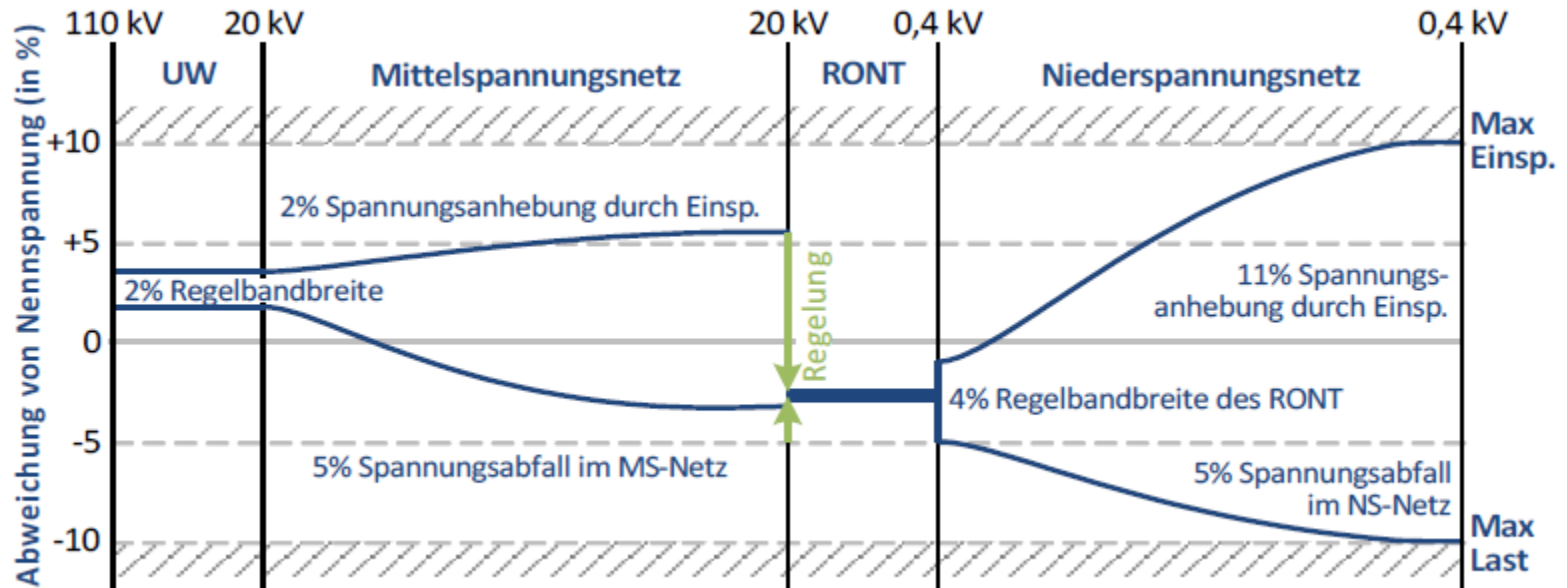 110 kV 20 kV 20 kV 0,4 kV 0,4 kV
UW Mittelspannungsnetz RONT Niederspannungsnetz
Abweichung von Nennspannung (in %)
+10
+5
0
-5
-10
Max
Einsp.
2% Spannungsanhebung durch Einsp.
2% Regelbandbreite
Regelung
11% Spannungs-
anhebung durch Einsp.
4% Regelbandbreite des RONT
5% Spannungsabfall im MS-Netz
5% Spannungsabfall
im NS-Netz
Max
Last